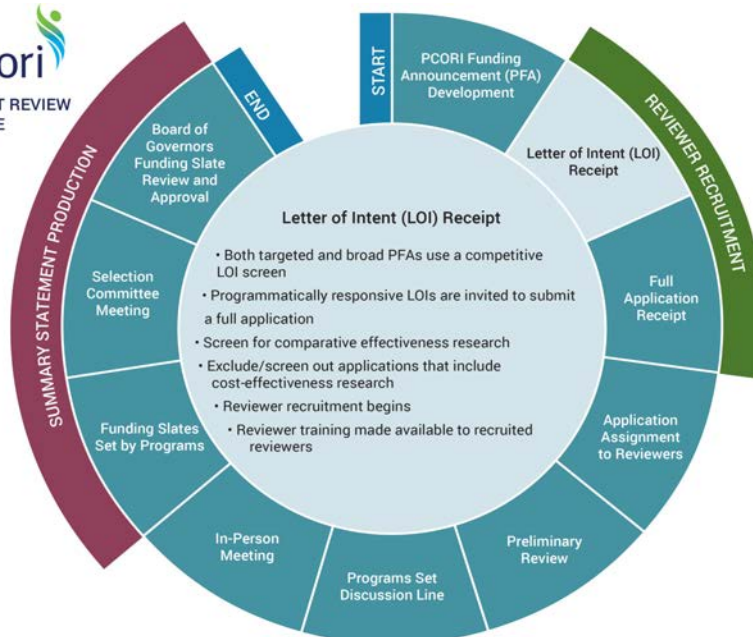 ori
T REVIEW
E
START
PCORI Funding
Announcement (PFA)
Development
Letter of Intent (LOI)
Receipt
REVIEWER RECRUITMENT
Full
Application
Receipt
Application
Assignment
to Reviewers
Preliminary
Review
Programs Set
Discussion Line
In-Person
Meeting
Funding Slates
Set by Programs
Selection
Committee
Meeting
Board of
Governors
Funding Slate
Review and
Approval
SUMMARY STATEMENT PRODUCTION
END
Letter of Intent (LOI) Receipt
• Both targeted and broad PFAs use a competitive
LOI screen
• Programmatically responsive LOIs are invited to submit
a full application
• Screen for comparative effectiveness research
• Exclude/screen out applications that include
cost-effectiveness research
• Reviewer recruitment begins
• Reviewer training made available to recruited
reviewers